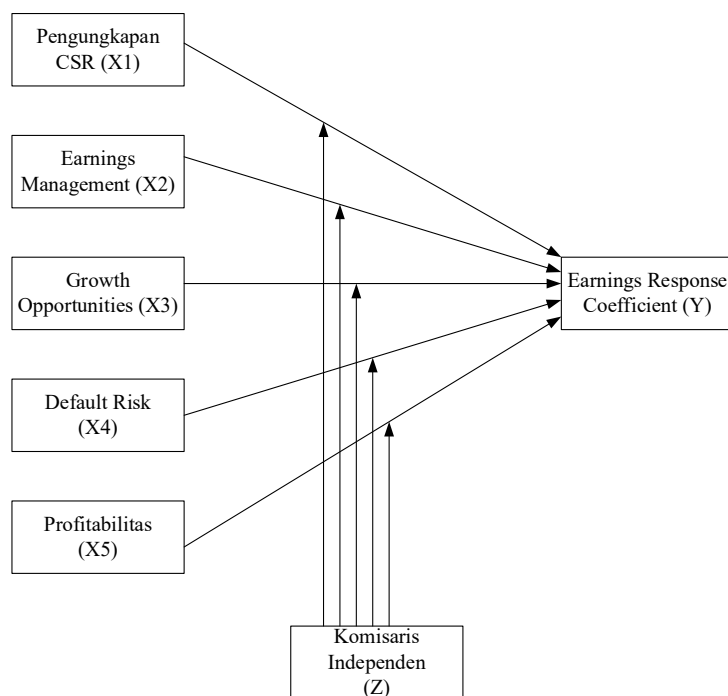 Pengungkapan
CSR (X1)
Earnings
Management (X2)
Growth
Opportunities (X3)
Earnings Response
Coefficient (Y)
Default Risk
(X4)
Profitabilitas
(X5)
Komisaris
Independen
(Z)